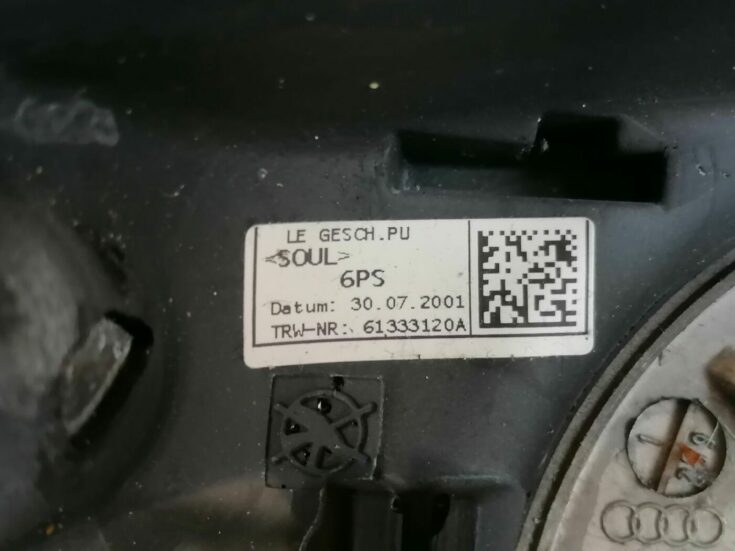 LE GESCH.PU
<SOUL>
6PS
Datum: 30.07.2001
TRW-NR: 61333120A